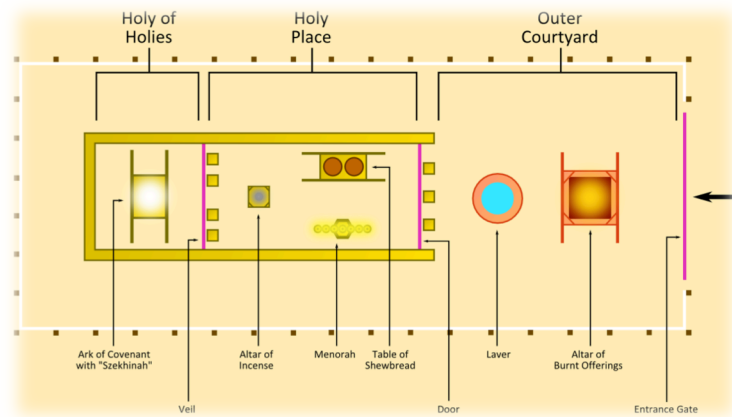 Holy of
Holies
Holy
Place
Outer
Courtyard
Ark of Covenant
with "Szekhinah"
Altar of
Incense
Menorah
Table of
Shewbread
Laver
Altar of
Burnt Offerings
Veil
Door
Entrance Gate